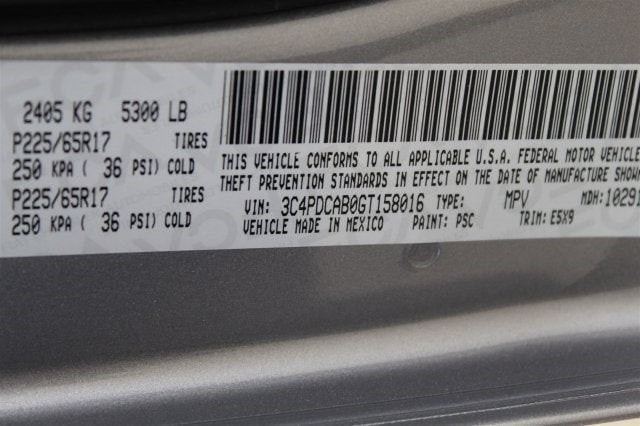 2405 KG 5300 LB
P225/65R17 TIRES
250 KPA ( 36 PSI) COLD
P225/65R17 TIRES
250 KPA ( 36 PSI) COLD
THIS VEHICLE CONFORMS TO ALL APPLICABLE U.S.A. FEDERAL MOTOR VEHICLE
THEFT PREVENTION STANDARDS IN EFFECT ON THE DATE OF MANUFACTURE SHOWN
VIN: 3C4PDCAB0GT158016 TYPE: MPV MDH: 10291
VEHICLE MADE IN MEXICO PAINT: PSC TRIM: E5X9